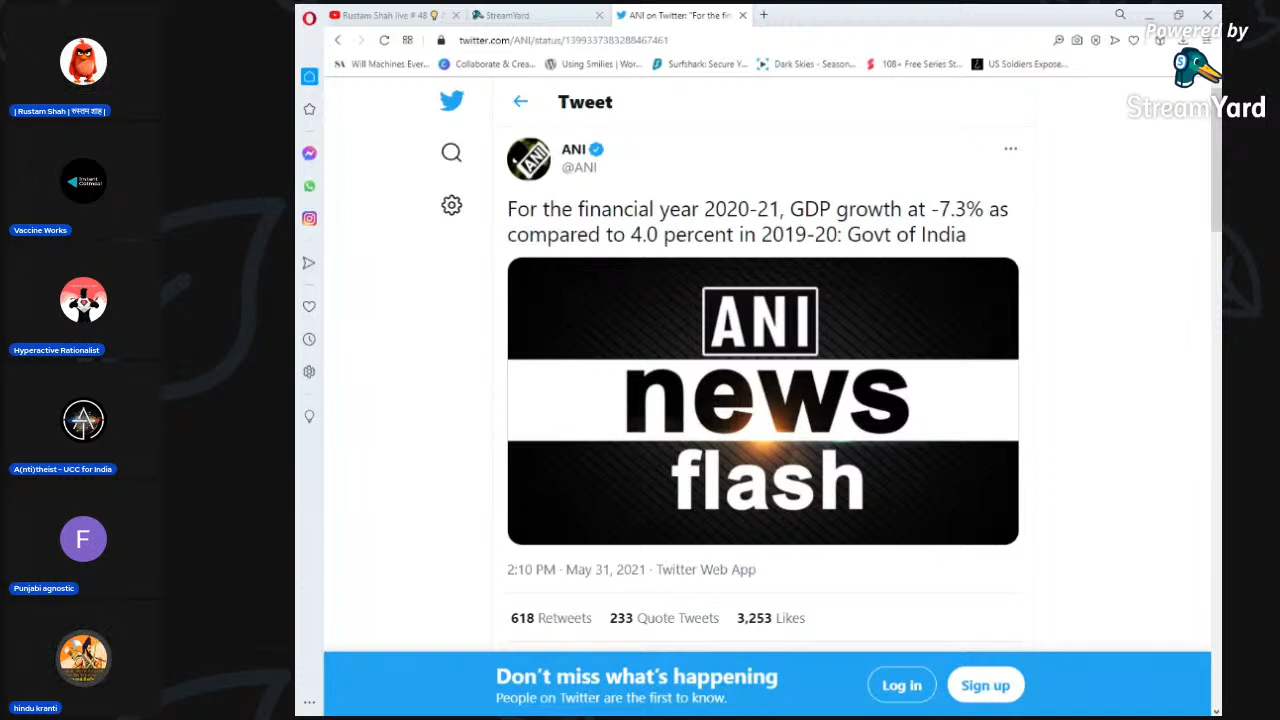 Rustam Shah live # 48
StreamYard
ANI on Twitter: "For the fin
twitter.com/ANI/status/1399337383288467461
Will Machines Ever...
Collaborate & Crea...
Using Smilies | Wor...
Surfshark: Secure Y...
Dark Skies - Season...
108+ Free Series St...
US Soldiers Expose...
Powered by
StreamYard
| Rustam Shah | रुस्तम शाह |
Instant
Vaccine Works
Hyperactive Rationalist
A(nti)theist - UCC for India
F
Punjabi agnostic
hindu kranti
Tweet
ANI
@ANI
For the financial year 2020-21, GDP growth at -7.3% as
compared to 4.0 percent in 2019-20: Govt of India
ANI
news
flash
2:10 PM · May 31, 2021 · Twitter Web App
618 Retweets 233 Quote Tweets 3,253 Likes
Don't miss what's happening
People on Twitter are the first to know.
Log in
Sign up